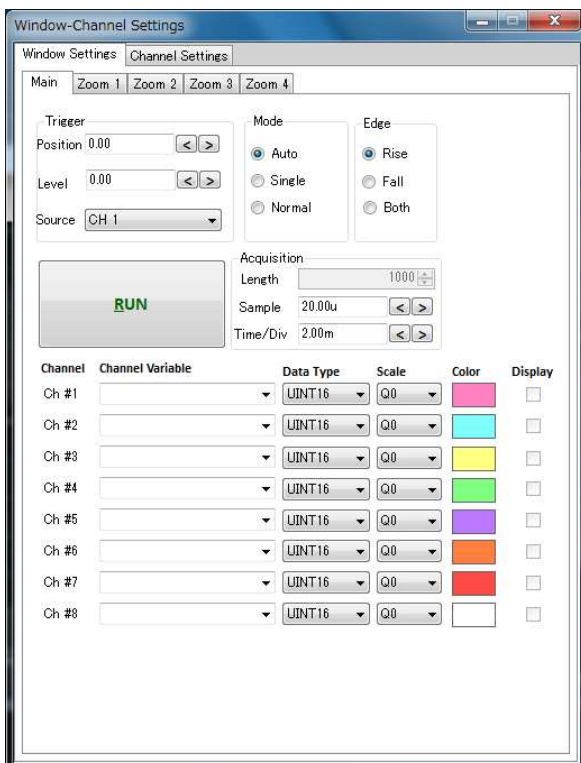 Window-Channel Settings
Window Settings Channel Settings
Main Zoom 1 Zoom 2 Zoom 3 Zoom 4
Trigger
Position 0.00 < >
Level 0.00 < >
Source CH 1
Mode
Auto
Single
Normal
Edge
Rise
Fall
Both
RUN
Acquisition
Length 1000
Sample 20.00u < >
Time/Div 2.00m < >
Channel Channel Variable Data Type Scale Color Display
Ch #1 UINT16 Q0
Ch #2 UINT16 Q0
Ch #3 UINT16 Q0
Ch #4 UINT16 Q0
Ch #5 UINT16 Q0
Ch #6 UINT16 Q0
Ch #7 UINT16 Q0
Ch #8 UINT16 Q0